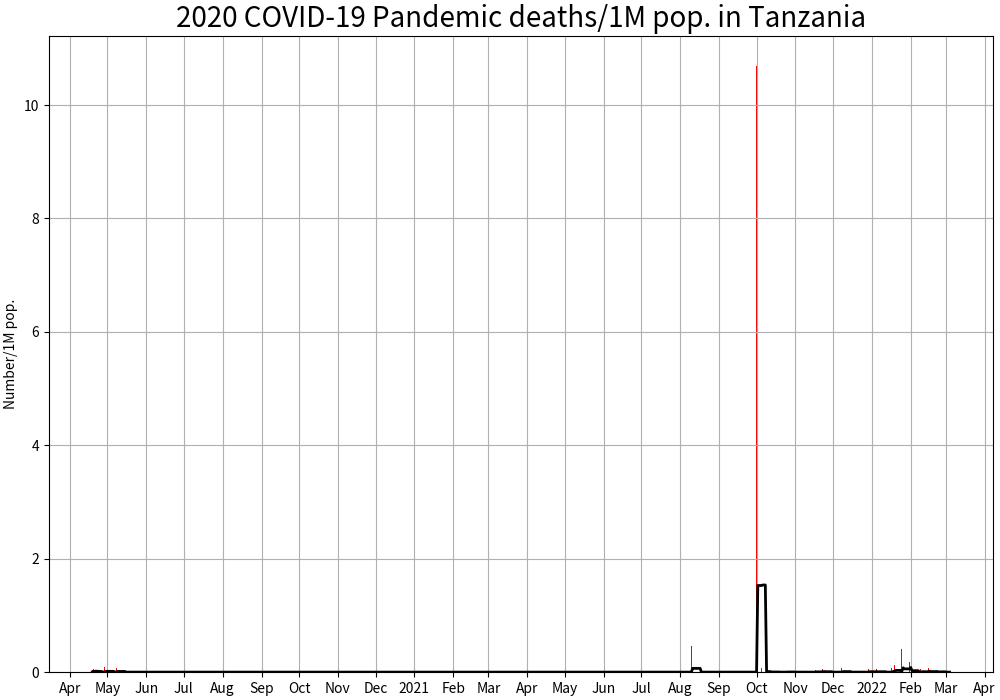 2020 COVID-19 Pandemic deaths/1M pop. in Tanzania
Number/1M pop.
10
8
6
4
2
0
Apr May Jun Jul Aug Sep Oct Nov Dec 2021 Feb Mar Apr May Jun Jul Aug Sep Oct Nov Dec 2022 Feb Mar Apr